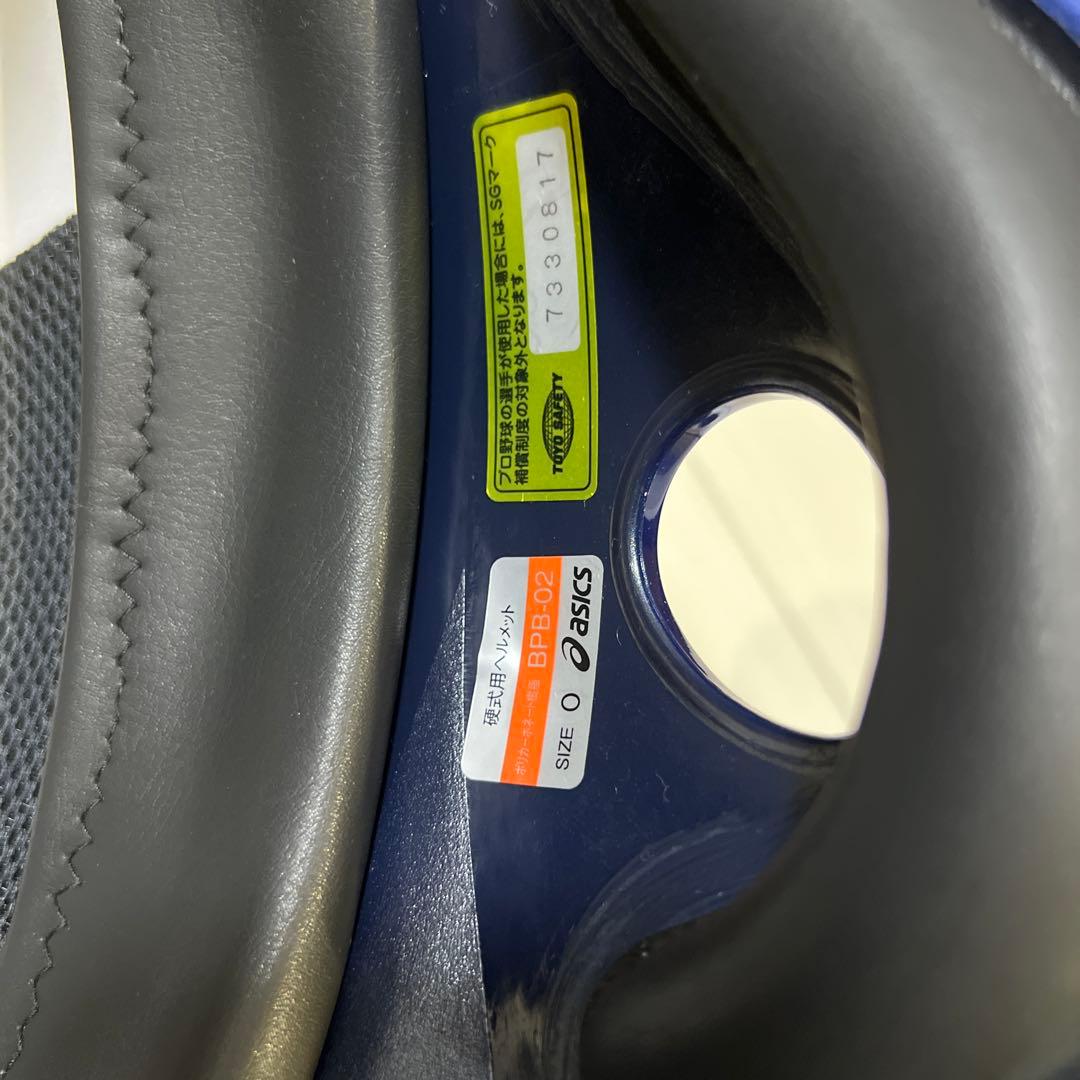 プロ野球の選手が使用した場合には、SGマーク
補償制度の対象外となります。
TOYO SAFETY
7330817
硬式用ヘルメット
ポリカーボネート樹脂 BPB-02
SIZE O asics